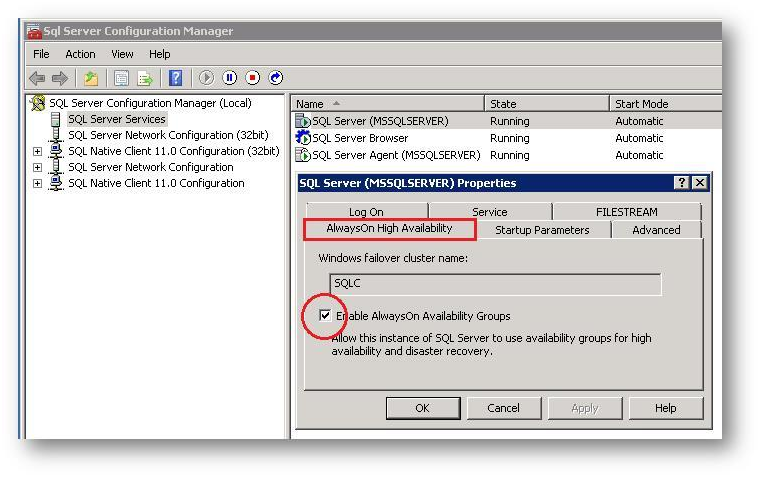 Sql Server Configuration Manager
File Action View Help
SQL Server Configuration Manager (Local)
SQL Server Services
SQL Server Network Configuration (32bit)
SQL Native Client 11.0 Configuration (32bit)
SQL Server Network Configuration
SQL Native Client 11.0 Configuration
Name State Start Mode
SQL Server (MSSQLSERVER) Running Automatic
SQL Server Browser Running Automatic
SQL Server Agent (MSSQLSERVER) Running Automatic
SQL Server (MSSQLSERVER) Properties
Log On Service FILESTREAM
AlwaysOn High Availability Startup Parameters Advanced
Windows failover cluster name:
SQLC
Enable AlwaysOn Availability Groups
Allow this instance of SQL Server to use availability groups for high
availability and disaster recovery.
OK Cancel Apply Help